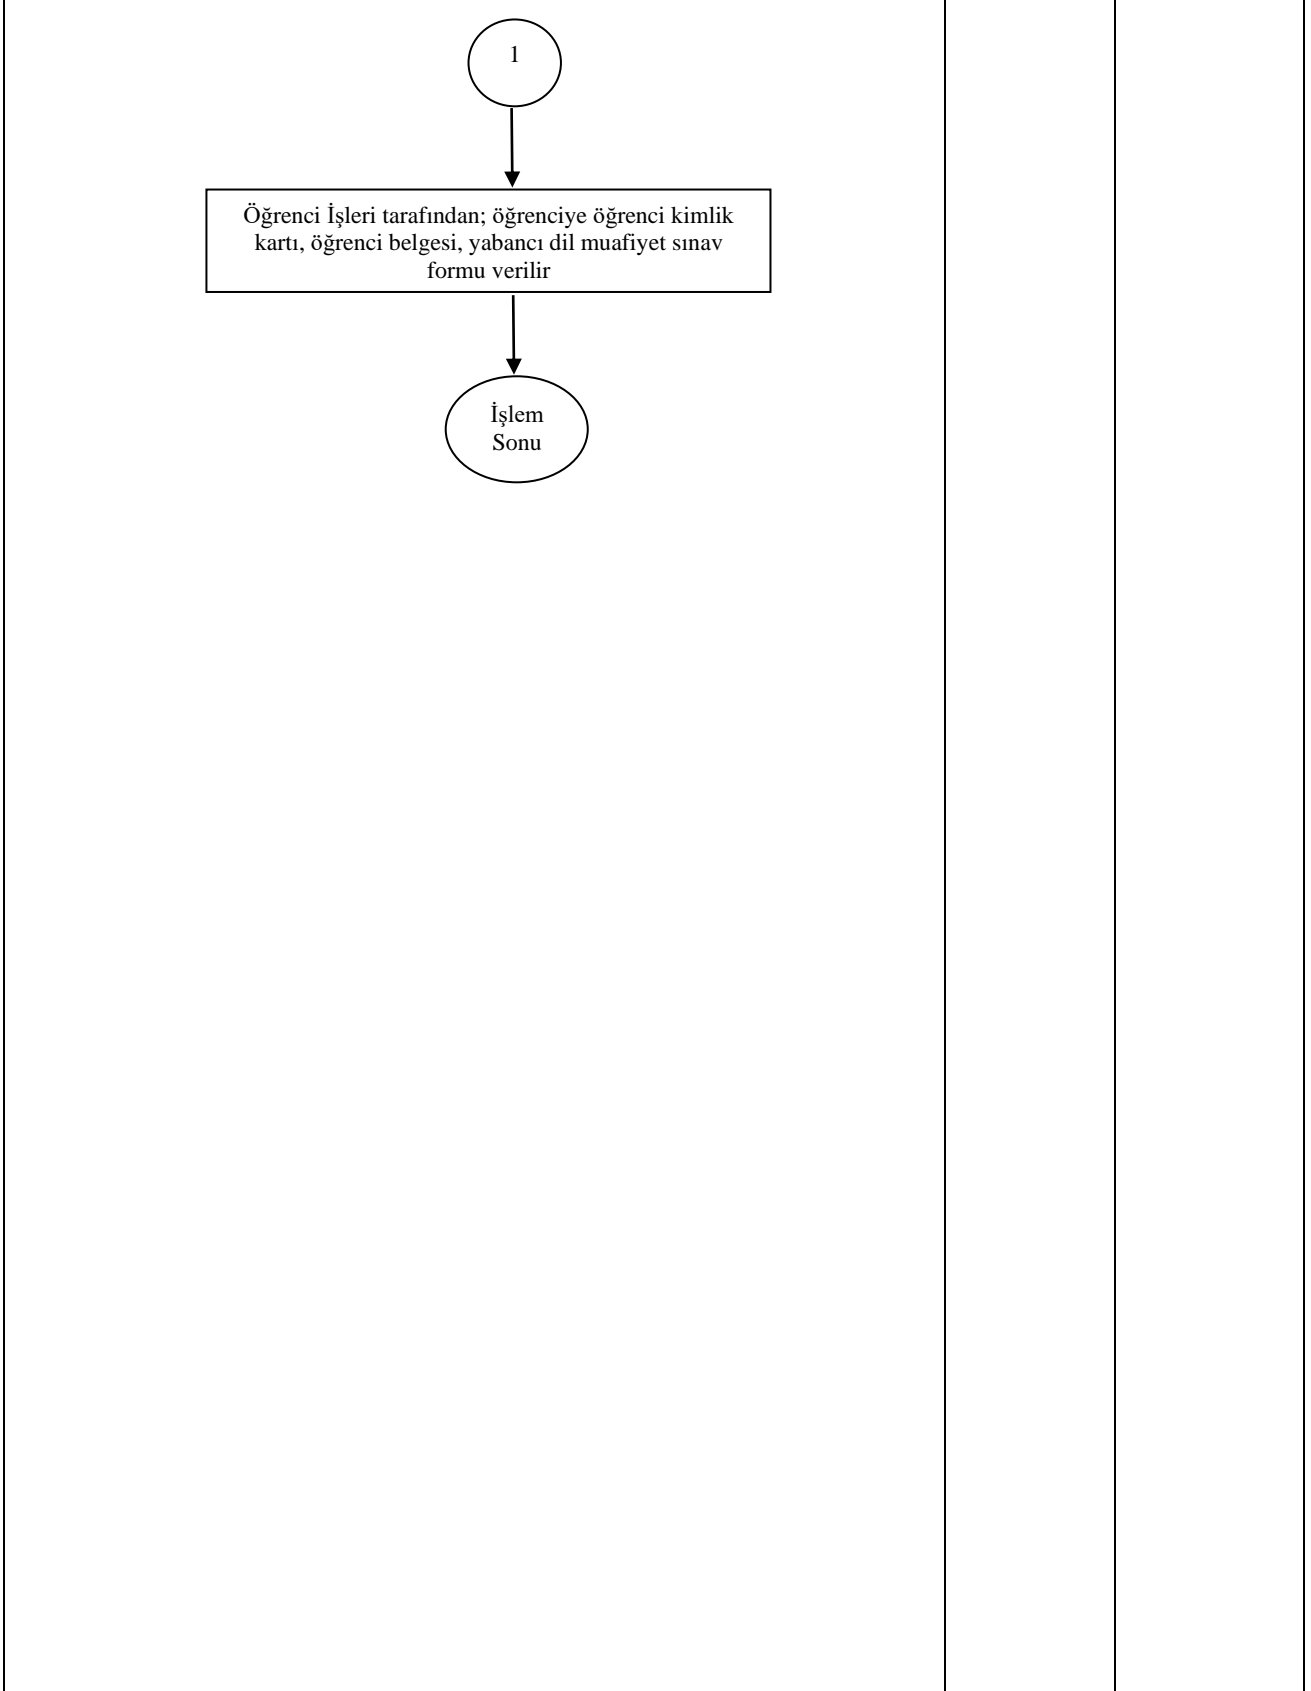 1
Öğrenci İşleri tarafından; öğrenciye öğrenci kimlik
kartı, öğrenci belgesi, yabancı dil muafiyet sınav
formu verilir
İşlem
Sonu